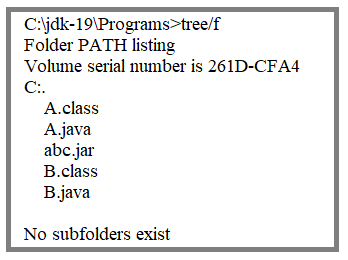 C:\jdk-19\Programs>tree/f
Folder PATH listing
Volume serial number is 261D-CFA4
C:.
A.class
A.java
abc.jar
B.class
B.java
No subfolders exist